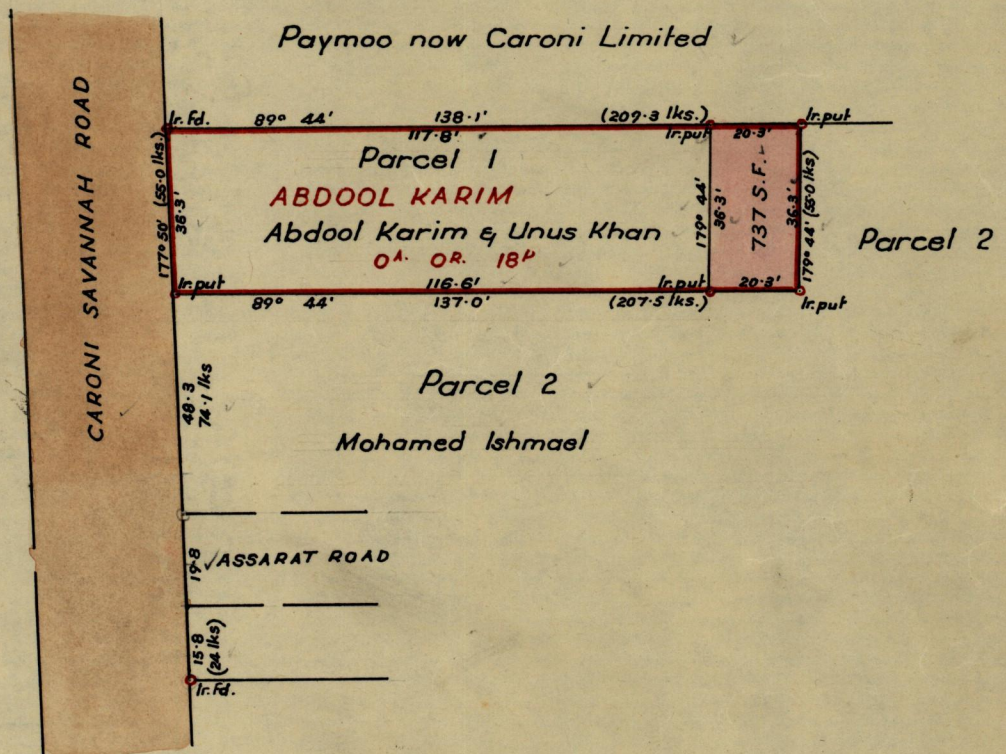 Paymoo now Caroni Limited
CARONI SAVANNAH ROAD
Ir. Fd.
89° 44'
138·1'
(209·3 lks.)
Ir. put
117·8'
Ir. put
20·3'
Parcel 1
ABDOOL KARIM
Abdool Karim & Unus Khan
0A. 0R. 18P
177° 50' (55·0 lks.)
36·3'
179° 44'
36·3'
737 S.F.
36·3'
179° 44' (55·0 lks)
Parcel 2
Ir. put
116·6'
Ir. put
20·3'
89° 44'
137·0'
(207·5 lks.)
Ir. put
48·3
74·1 lks
Parcel 2
Mohamed Ishmael
19·8
ASSARAT ROAD
15·8
(24 lks)
Ir. Fd.